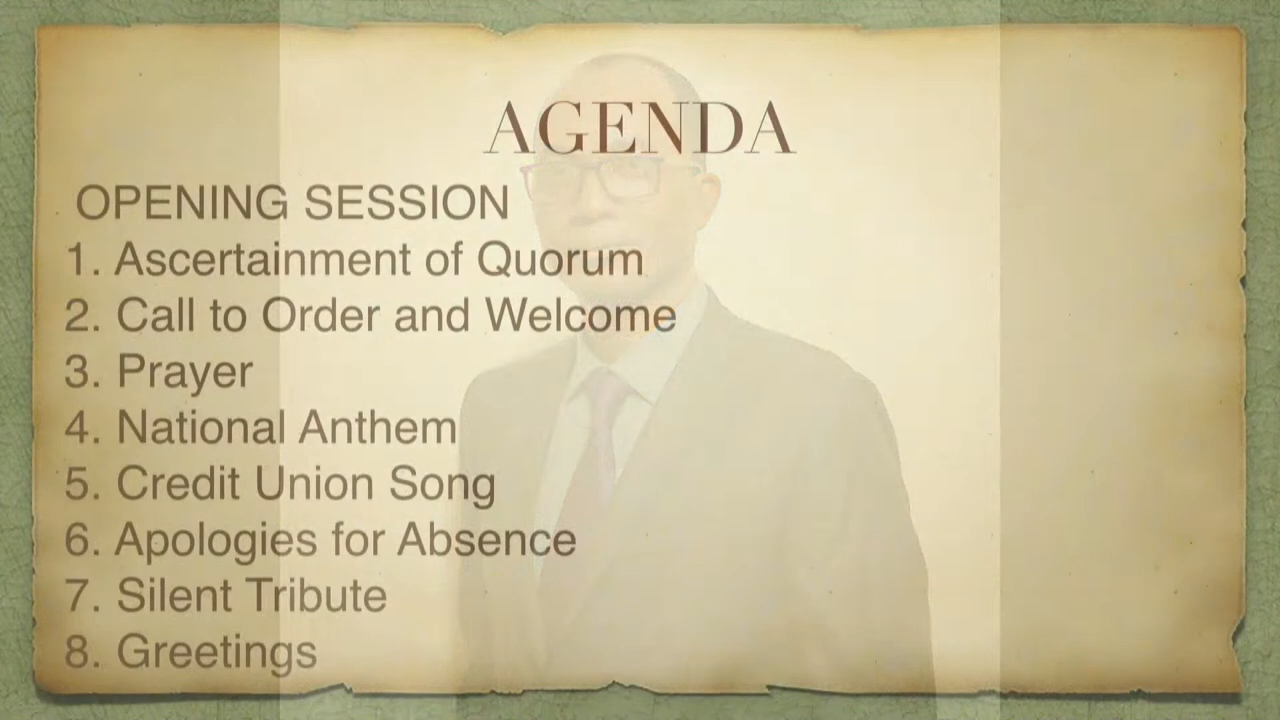 AGENDA
OPENING SESSION
1. Ascertainment of Quorum
2. Call to Order and Welcome
3. Prayer
4. National Anthem
5. Credit Union Song
6. Apologies for Absence
7. Silent Tribute
8. Greetings